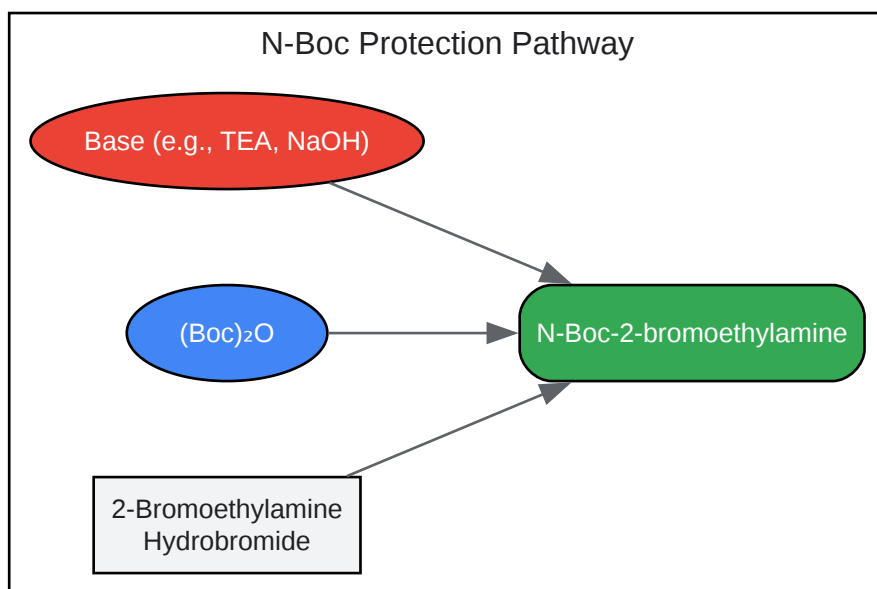 N-Boc Protection Pathway
Base (e.g., TEA, NaOH)
(Boc)₂O
N-Boc-2-bromoethylamine
2-Bromoethylamine
Hydrobromide